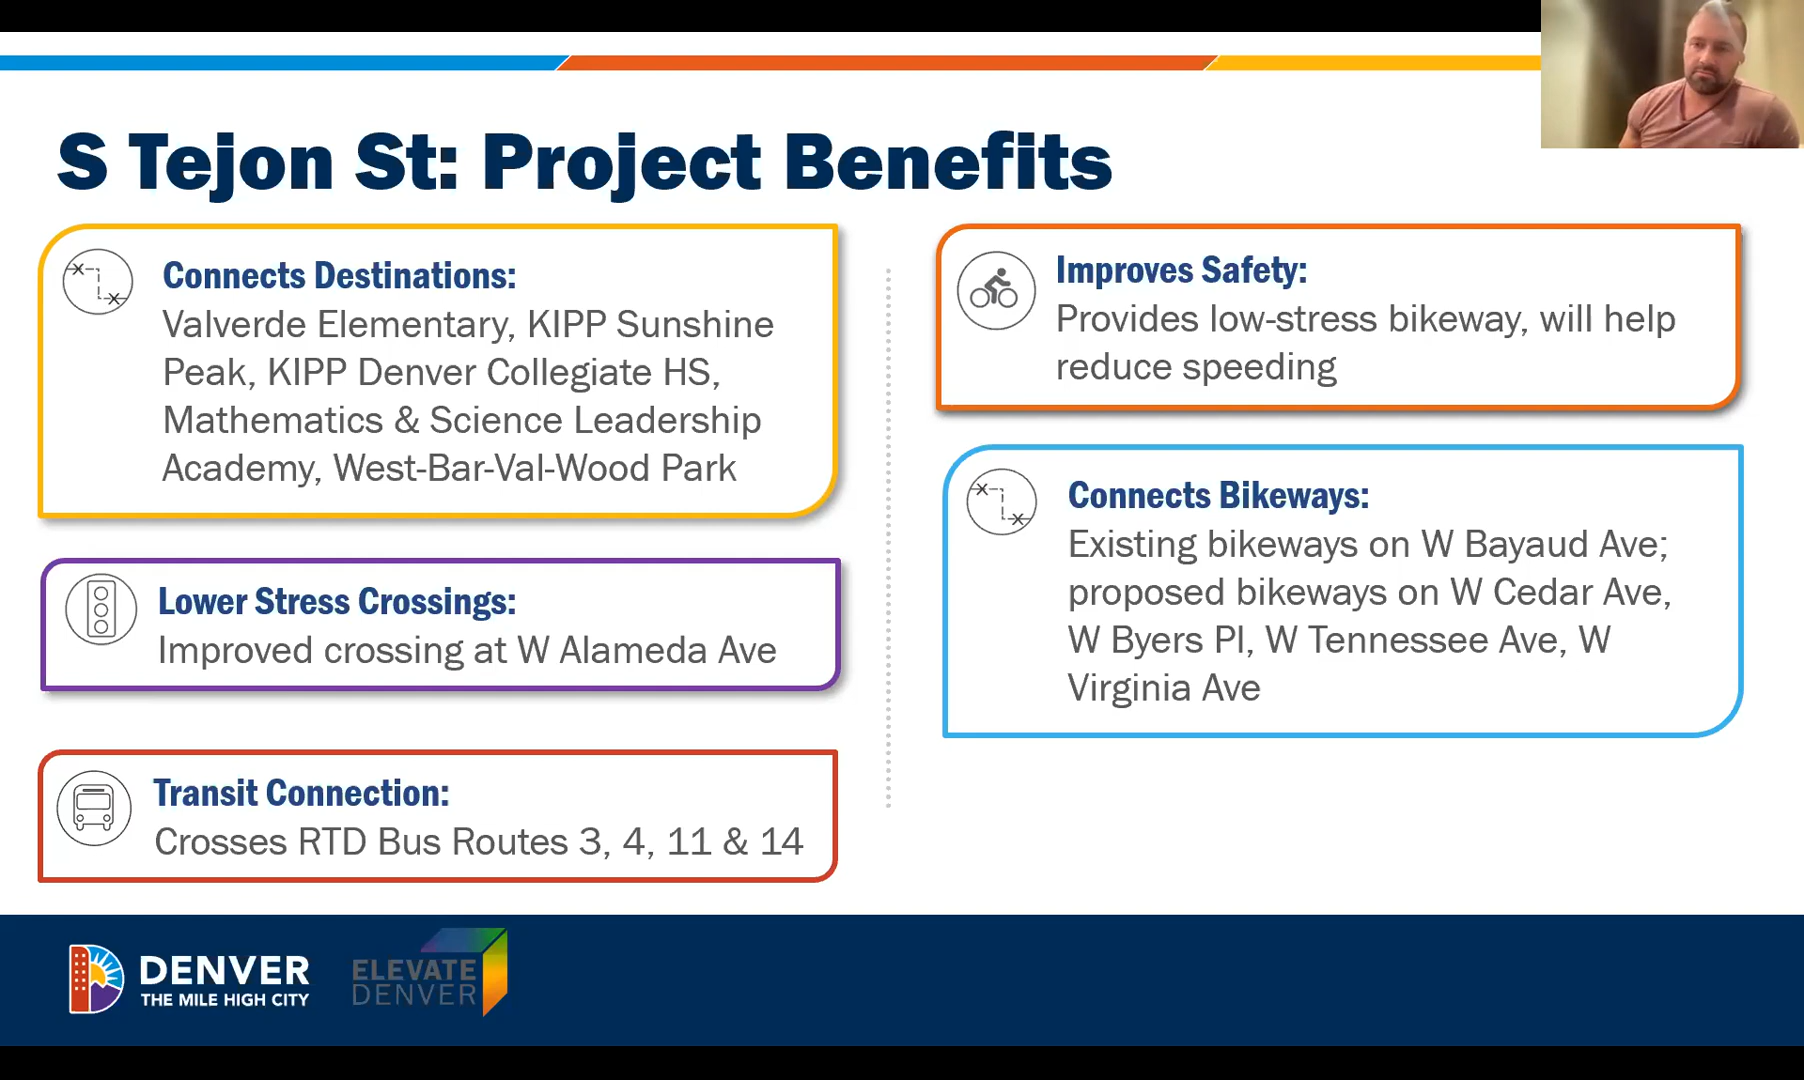 S Tejon St: Project Benefits
Connects Destinations:
Valverde Elementary, KIPP Sunshine
Peak, KIPP Denver Collegiate HS,
Mathematics & Science Leadership
Academy, West-Bar-Val-Wood Park
Lower Stress Crossings:
Improved crossing at W Alameda Ave
Transit Connection:
Crosses RTD Bus Routes 3, 4, 11 & 14
Improves Safety:
Provides low-stress bikeway, will help
reduce speeding
Connects Bikeways:
Existing bikeways on W Bayaud Ave;
proposed bikeways on W Cedar Ave,
W Byers Pl, W Tennessee Ave, W
Virginia Ave
DENVER
THE MILE HIGH CITY
ELEVATE
DENVER